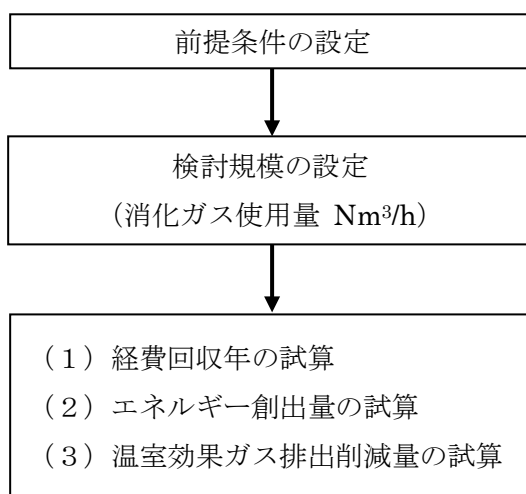 前提条件の設定
検討規模の設定
（消化ガス使用量 Nm³/h）
（１）経費回収年の試算
（２）エネルギー創出量の試算
（３）温室効果ガス排出削減量の試算